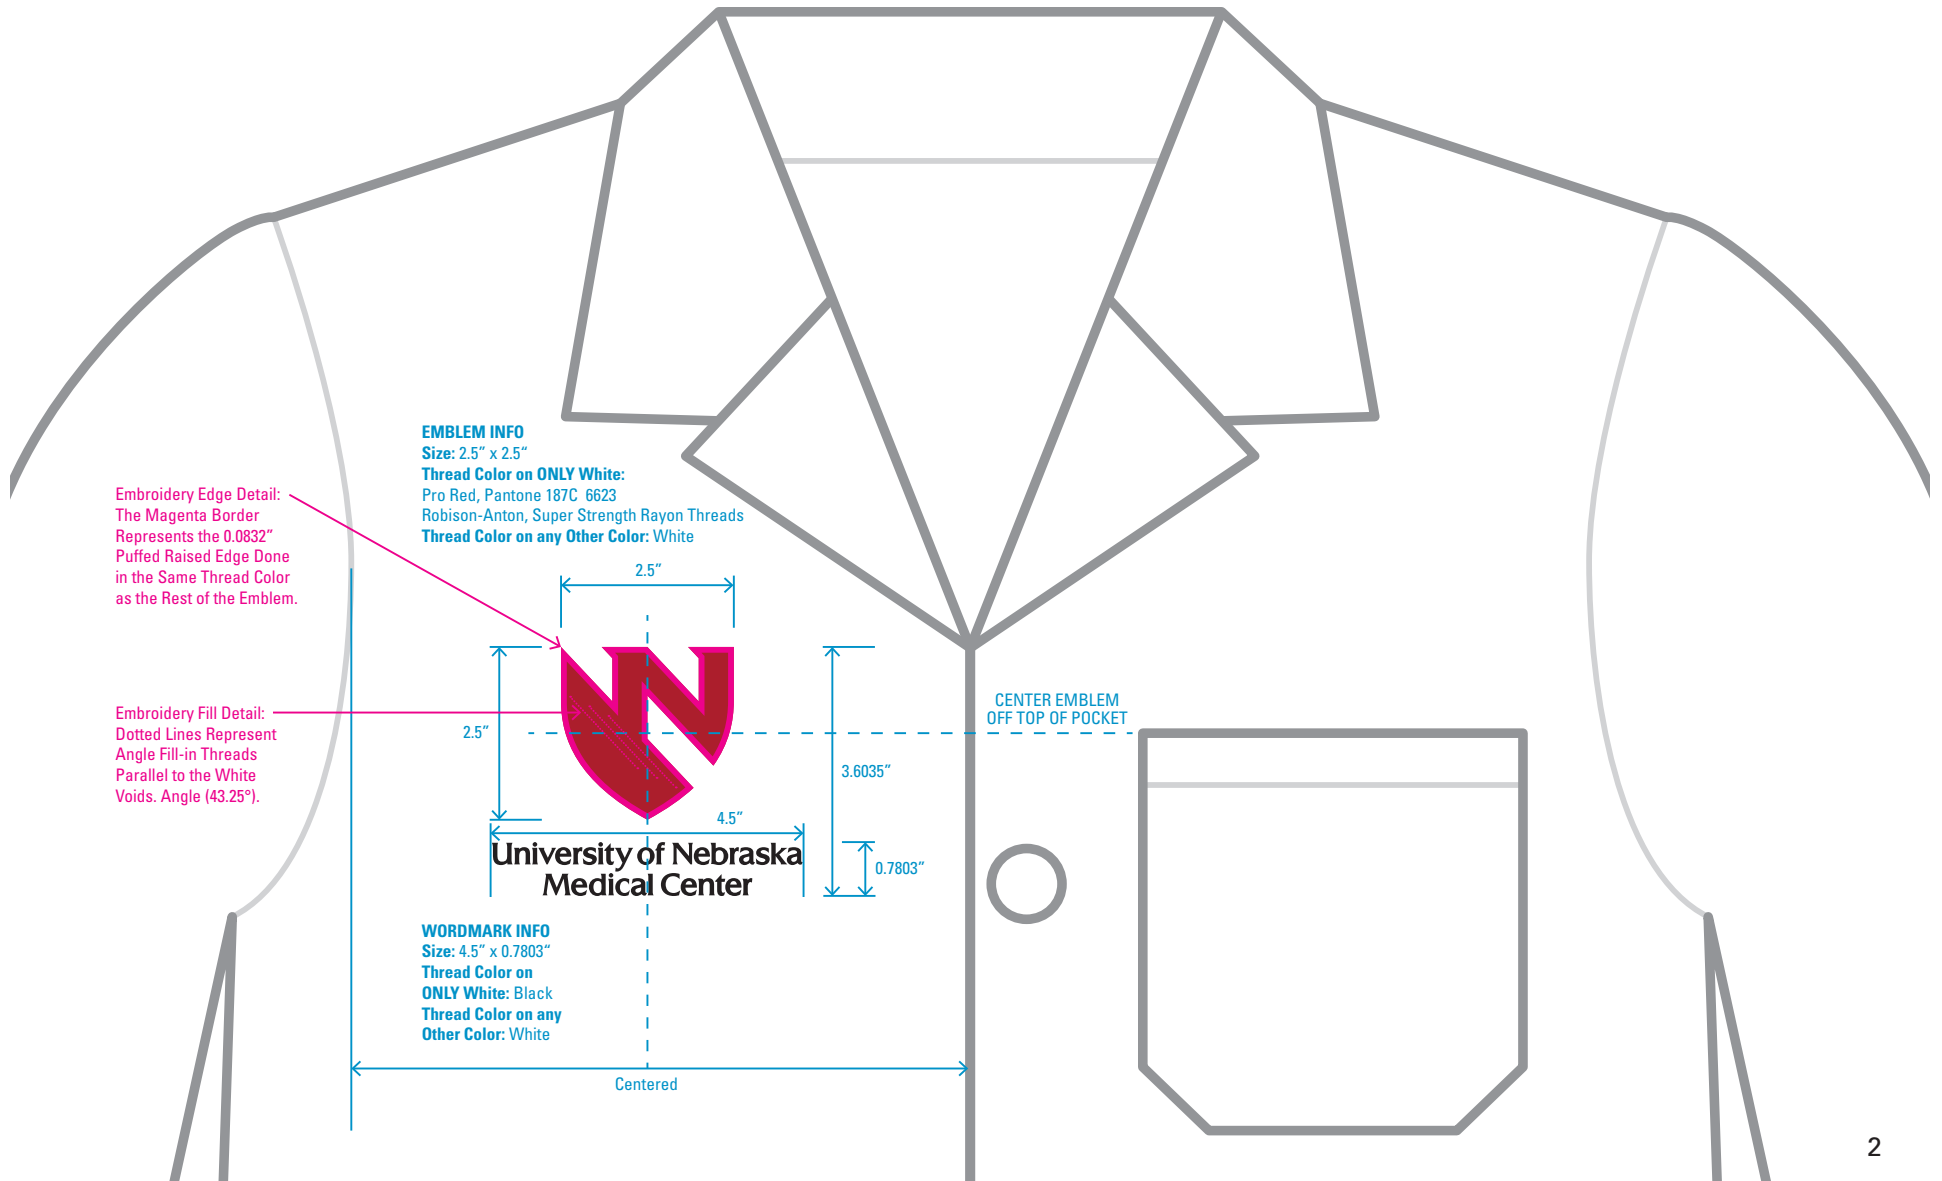 EMBLEM INFO
Size: 2.5” x 2.5“
Thread Color on ONLY White:
Pro Red, Pantone 187C  6623
Robison-Anton, Super Strength Rayon Threads
Thread Color on any Other Color: White
Embroidery Edge Detail:
The Magenta Border
Represents the 0.0832”
Puffed Raised Edge Done
in the Same Thread Color
as the Rest of the Emblem.
2.5”
Embroidery Fill Detail:
Dotted Lines Represent
Angle Fill-in Threads
Parallel to the White
Voids. Angle (43.25°).
2.5”
CENTER EMBLEM
OFF TOP OF POCKET
3.6035”
4.5”
0.7803”
University of Nebraska
Medical Center
WORDMARK INFO
Size: 4.5” x 0.7803“
Thread Color on
ONLY White: Black
Thread Color on any
Other Color: White
Centered
2